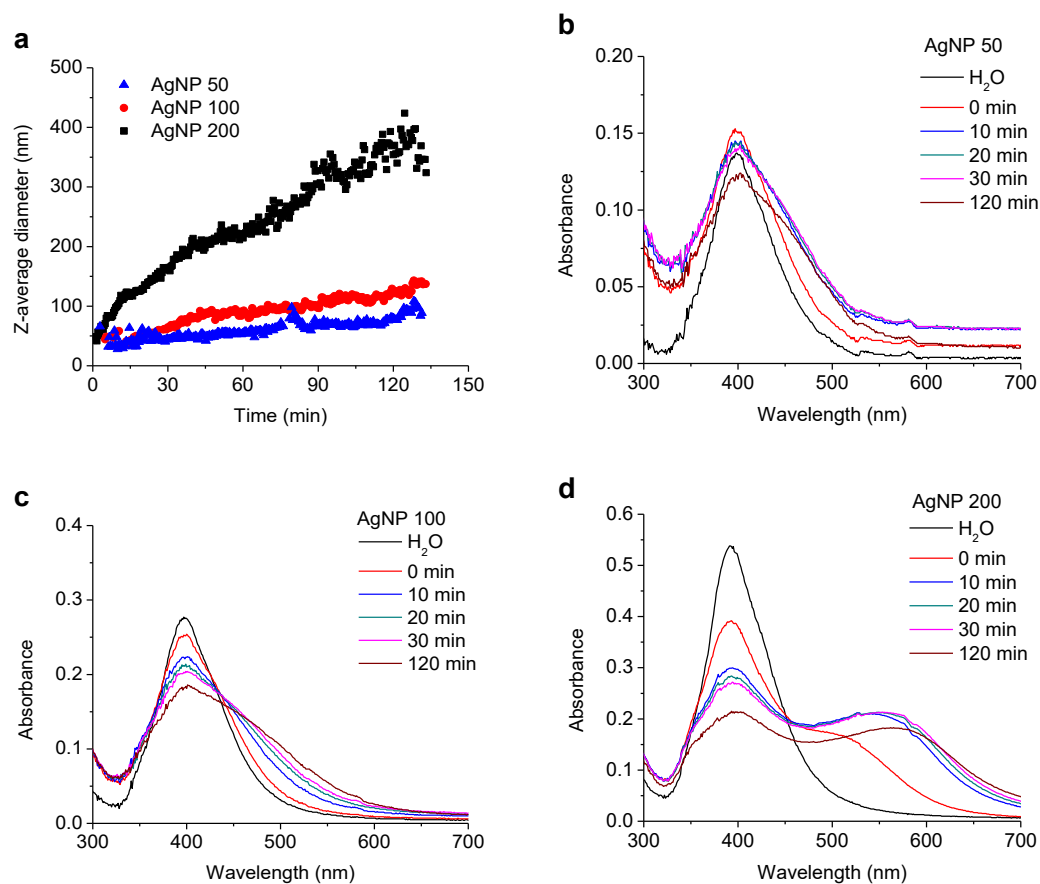 a
500
400
300
200
100
0
Z-average diameter (nm)
AgNP 50
AgNP 100
AgNP 200
0
30
60
90
120
150
Time (min)
b
0.20
0.15
0.10
0.05
0.00
Absorbance
AgNP 50
H₂O
0 min
10 min
20 min
30 min
120 min
300
400
500
600
700
Wavelength (nm)
c
0.4
0.3
0.2
0.1
0.0
Absorbance
AgNP 100
H₂O
0 min
10 min
20 min
30 min
120 min
300
400
500
600
700
Wavelength (nm)
d
0.6
0.5
0.4
0.3
0.2
0.1
0.0
Absorbance
AgNP 200
H₂O
0 min
10 min
20 min
30 min
120 min
300
400
500
600
700
Wavelength (nm)